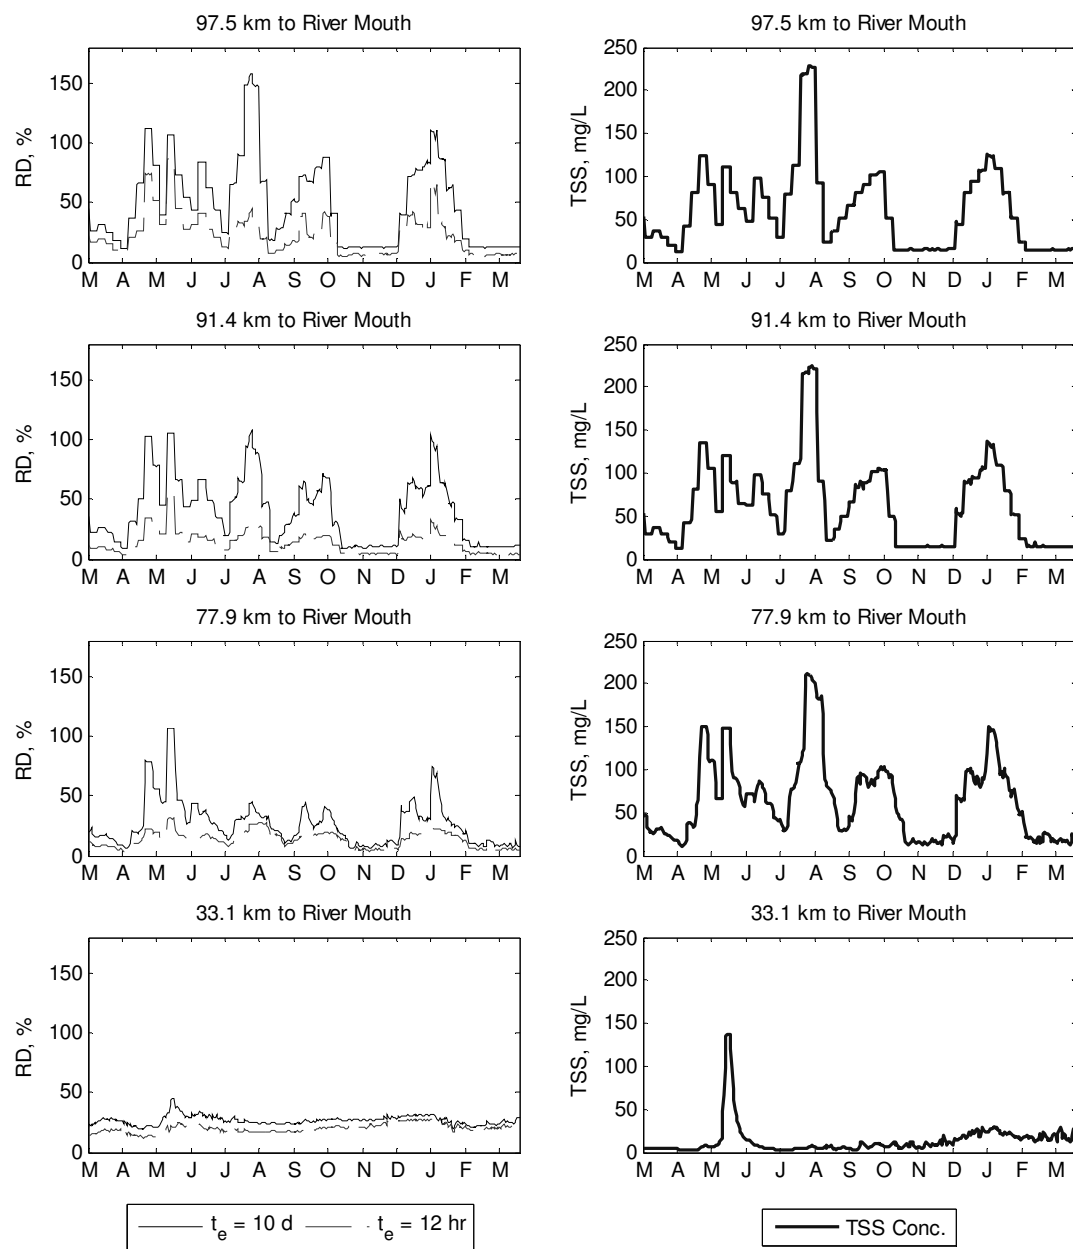 97.5 km to River Mouth
RD, %
150
100
50
0
M A M J J A S O N D J F M
97.5 km to River Mouth
TSS, mg/L
250
200
150
100
50
0
M A M J J A S O N D J F M
91.4 km to River Mouth
RD, %
150
100
50
0
M A M J J A S O N D J F M
91.4 km to River Mouth
TSS, mg/L
250
200
150
100
50
0
M A M J J A S O N D J F M
77.9 km to River Mouth
RD, %
150
100
50
0
M A M J J A S O N D J F M
77.9 km to River Mouth
TSS, mg/L
250
200
150
100
50
0
M A M J J A S O N D J F M
33.1 km to River Mouth
RD, %
150
100
50
0
M A M J J A S O N D J F M
33.1 km to River Mouth
TSS, mg/L
250
200
150
100
50
0
M A M J J A S O N D J F M
t_e = 10 d t_e = 12 hr
TSS Conc.